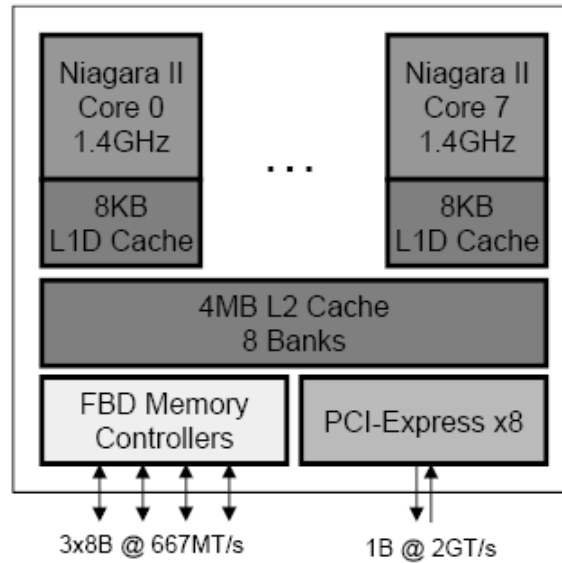 Niagara II
Core 0
1.4GHz
8KB
L1D Cache
...
Niagara II
Core 7
1.4GHz
8KB
L1D Cache
4MB L2 Cache
8 Banks
FBD Memory
Controllers
PCI-Express x8
3x8B @ 667MT/s
1B @ 2GT/s